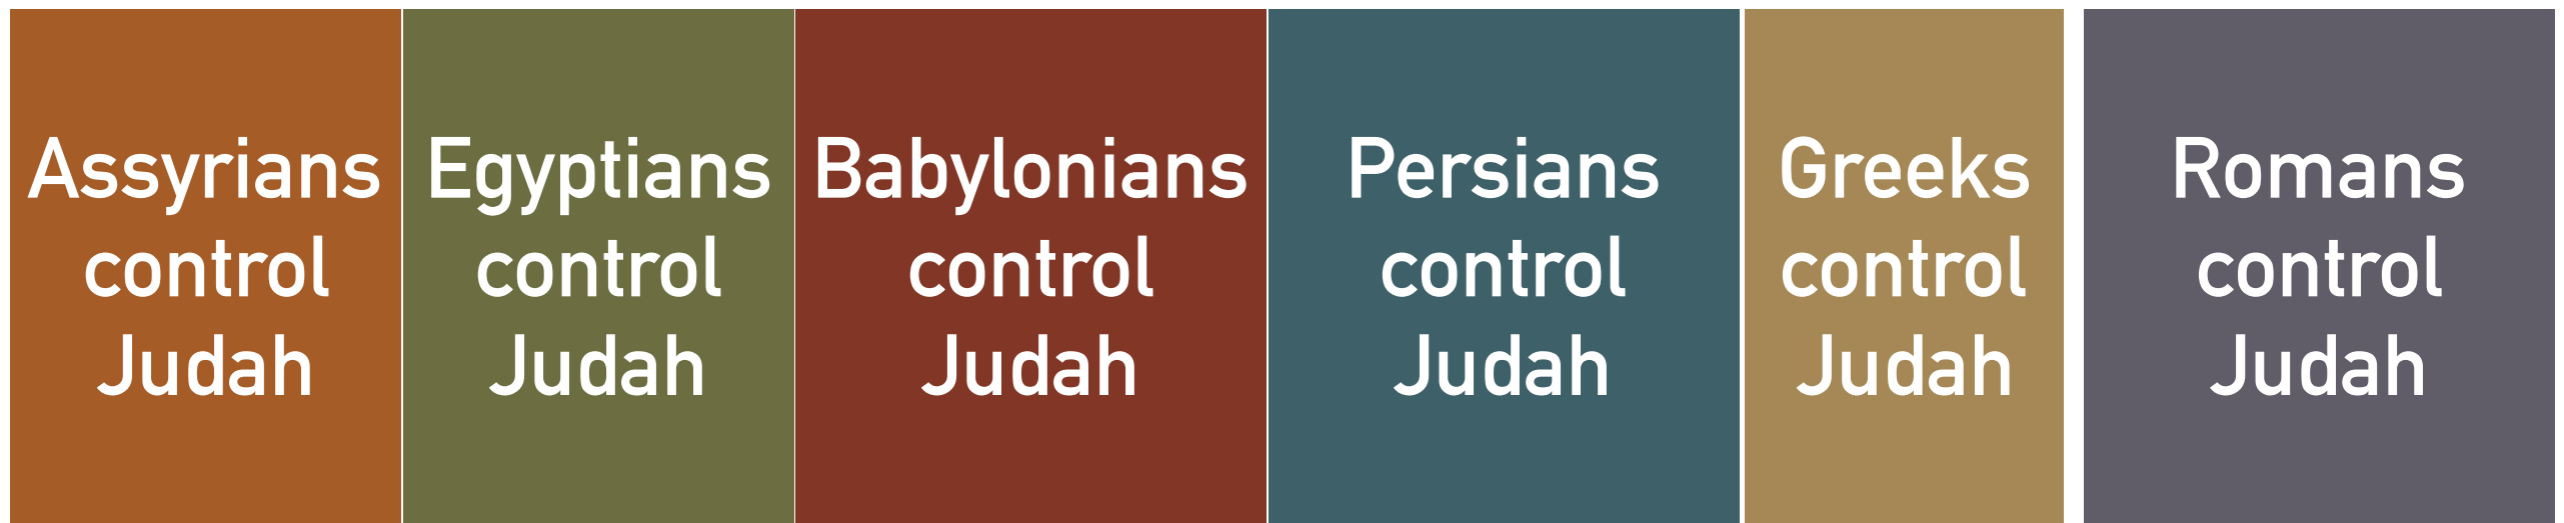 Assyrians
control
Judah
Egyptians
control
Judah
Babylonians
control
Judah
Persians
control
Judah
Greeks
control
Judah
Romans
control
Judah